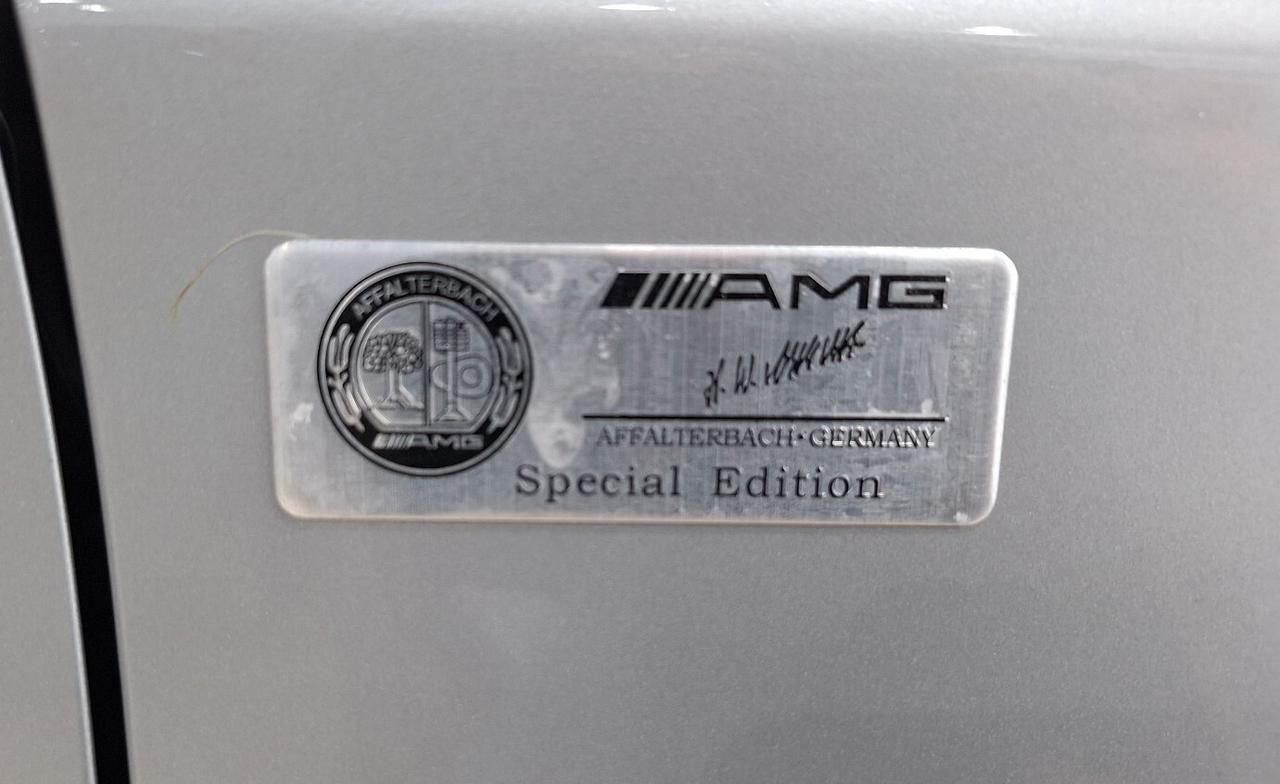 AFFALTERBACH
AMG
AMG
AFFALTERBACH·GERMANY
Special Edition